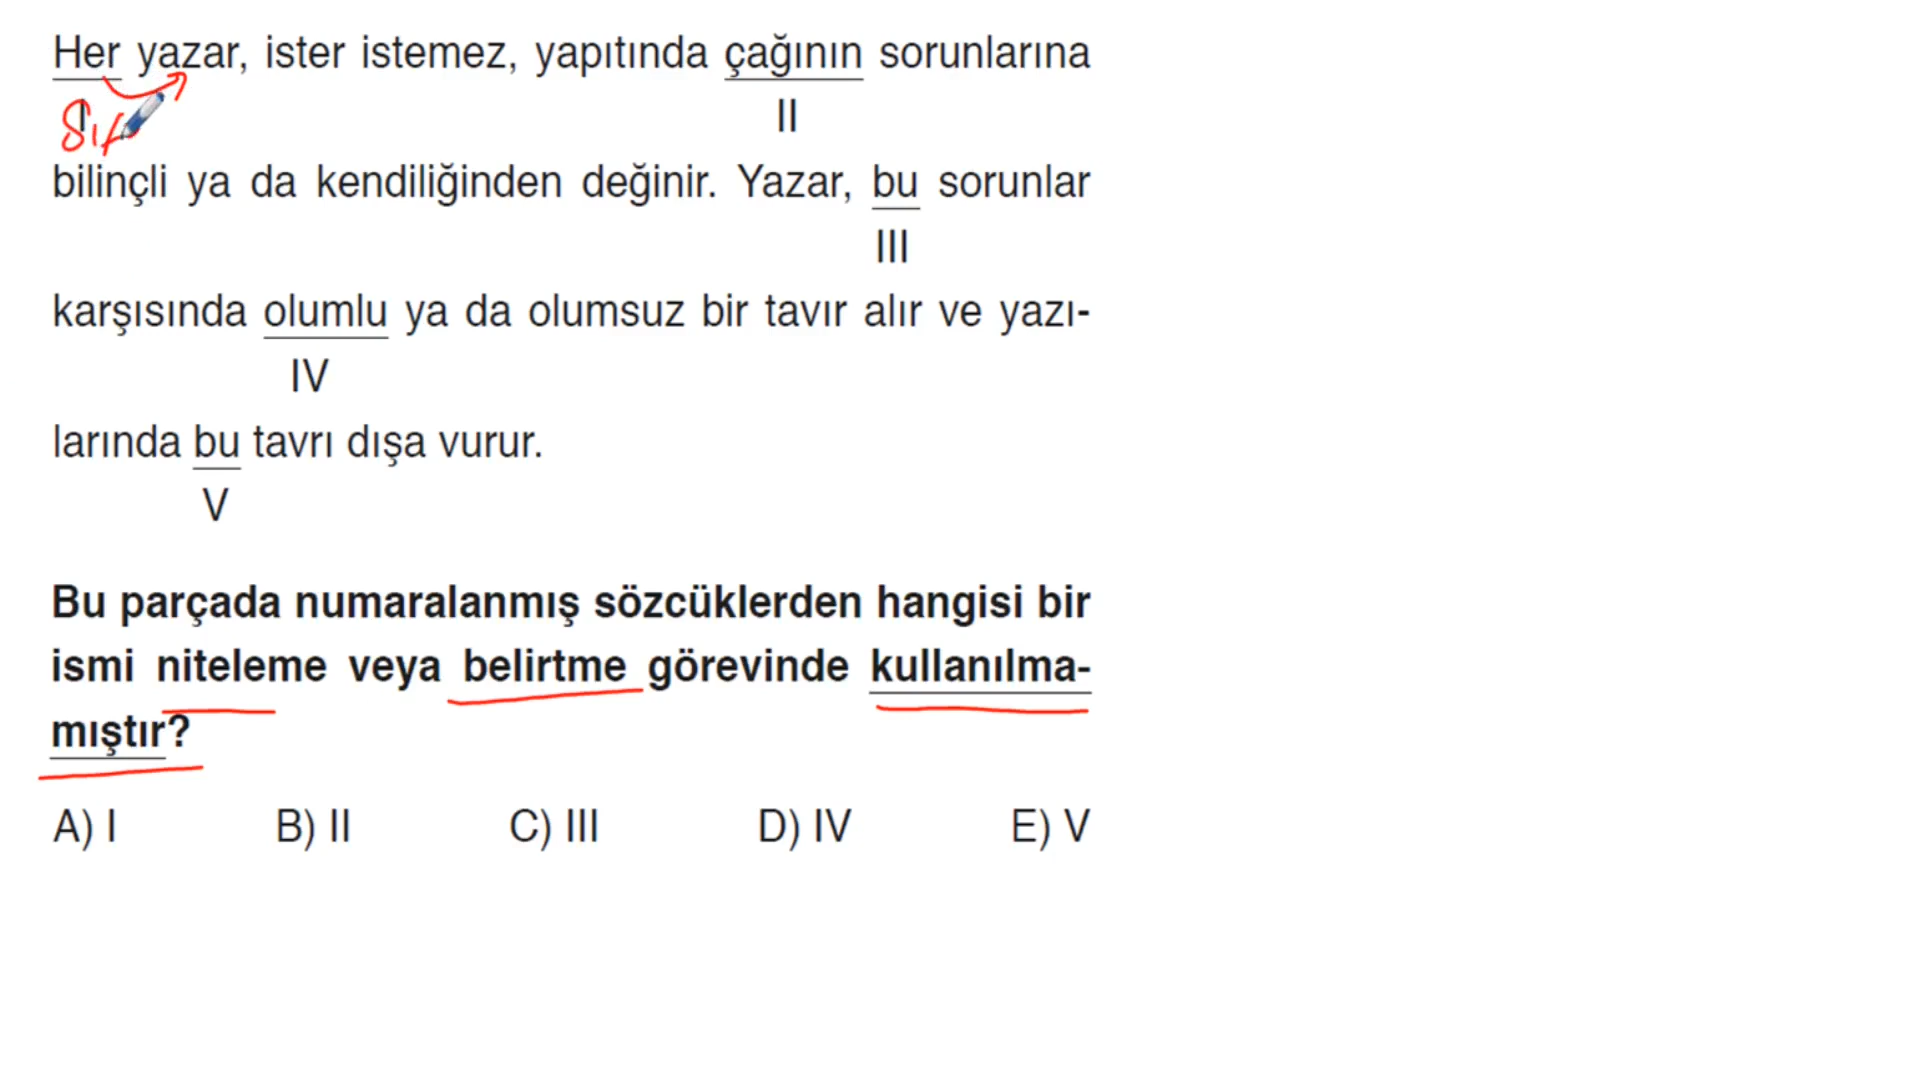 Her yazar, ister istemez, yapıtında çağının sorunlarına
I II
Sıf
bilinçli ya da kendiliğinden değinir. Yazar, bu sorunlar
III
karşısında olumlu ya da olumsuz bir tavır alır ve yazı-
IV
larında bu tavrı dışa vurur.
V
Bu parçada numaralanmış sözcüklerden hangisi bir
ismi niteleme veya belirtme görevinde kullanılma-
mıştır?
A) I B) II C) III D) IV E) V